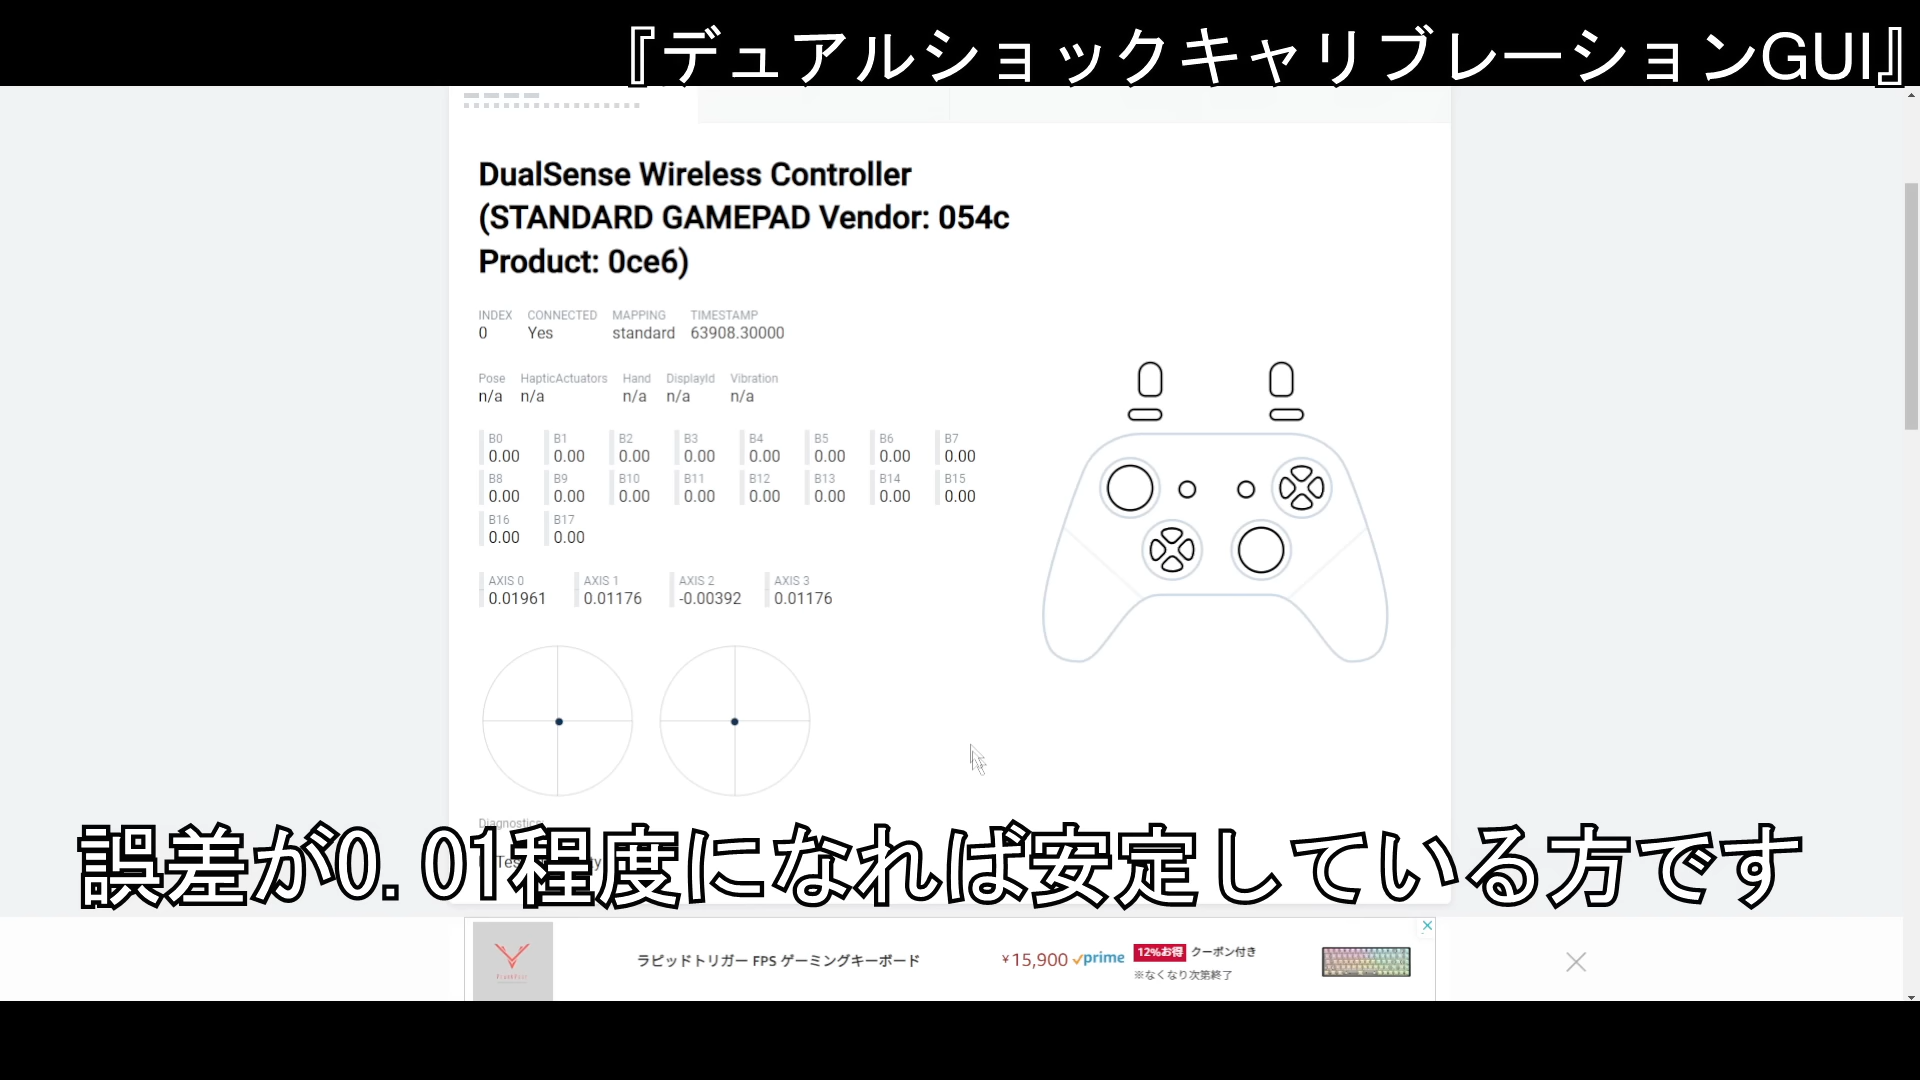 『デュアルショックキャリブレーションGUI』
DualSense Wireless Controller
(STANDARD GAMEPAD Vendor: 054c
Product: 0ce6)
INDEX CONNECTED MAPPING TIMESTAMP
0 Yes standard 63908.30000
Pose HapticActuators Hand DisplayId Vibration
n/a n/a n/a n/a n/a
B0 B1 B2 B3 B4 B5 B6 B7
0.00 0.00 0.00 0.00 0.00 0.00 0.00 0.00
B8 B9 B10 B11 B12 B13 B14 B15
0.00 0.00 0.00 0.00 0.00 0.00 0.00 0.00
B16 B17
0.00 0.00
AXIS 0 AXIS 1 AXIS 2 AXIS 3
0.01961 0.01176 -0.00392 0.01176
Diagnostics:
誤差が0.01程度になれば安定している方です
ラピッドトリガー FPS ゲーミングキーボード
¥15,900 prime 12%お得 クーポン付き
※なくなり次第終了